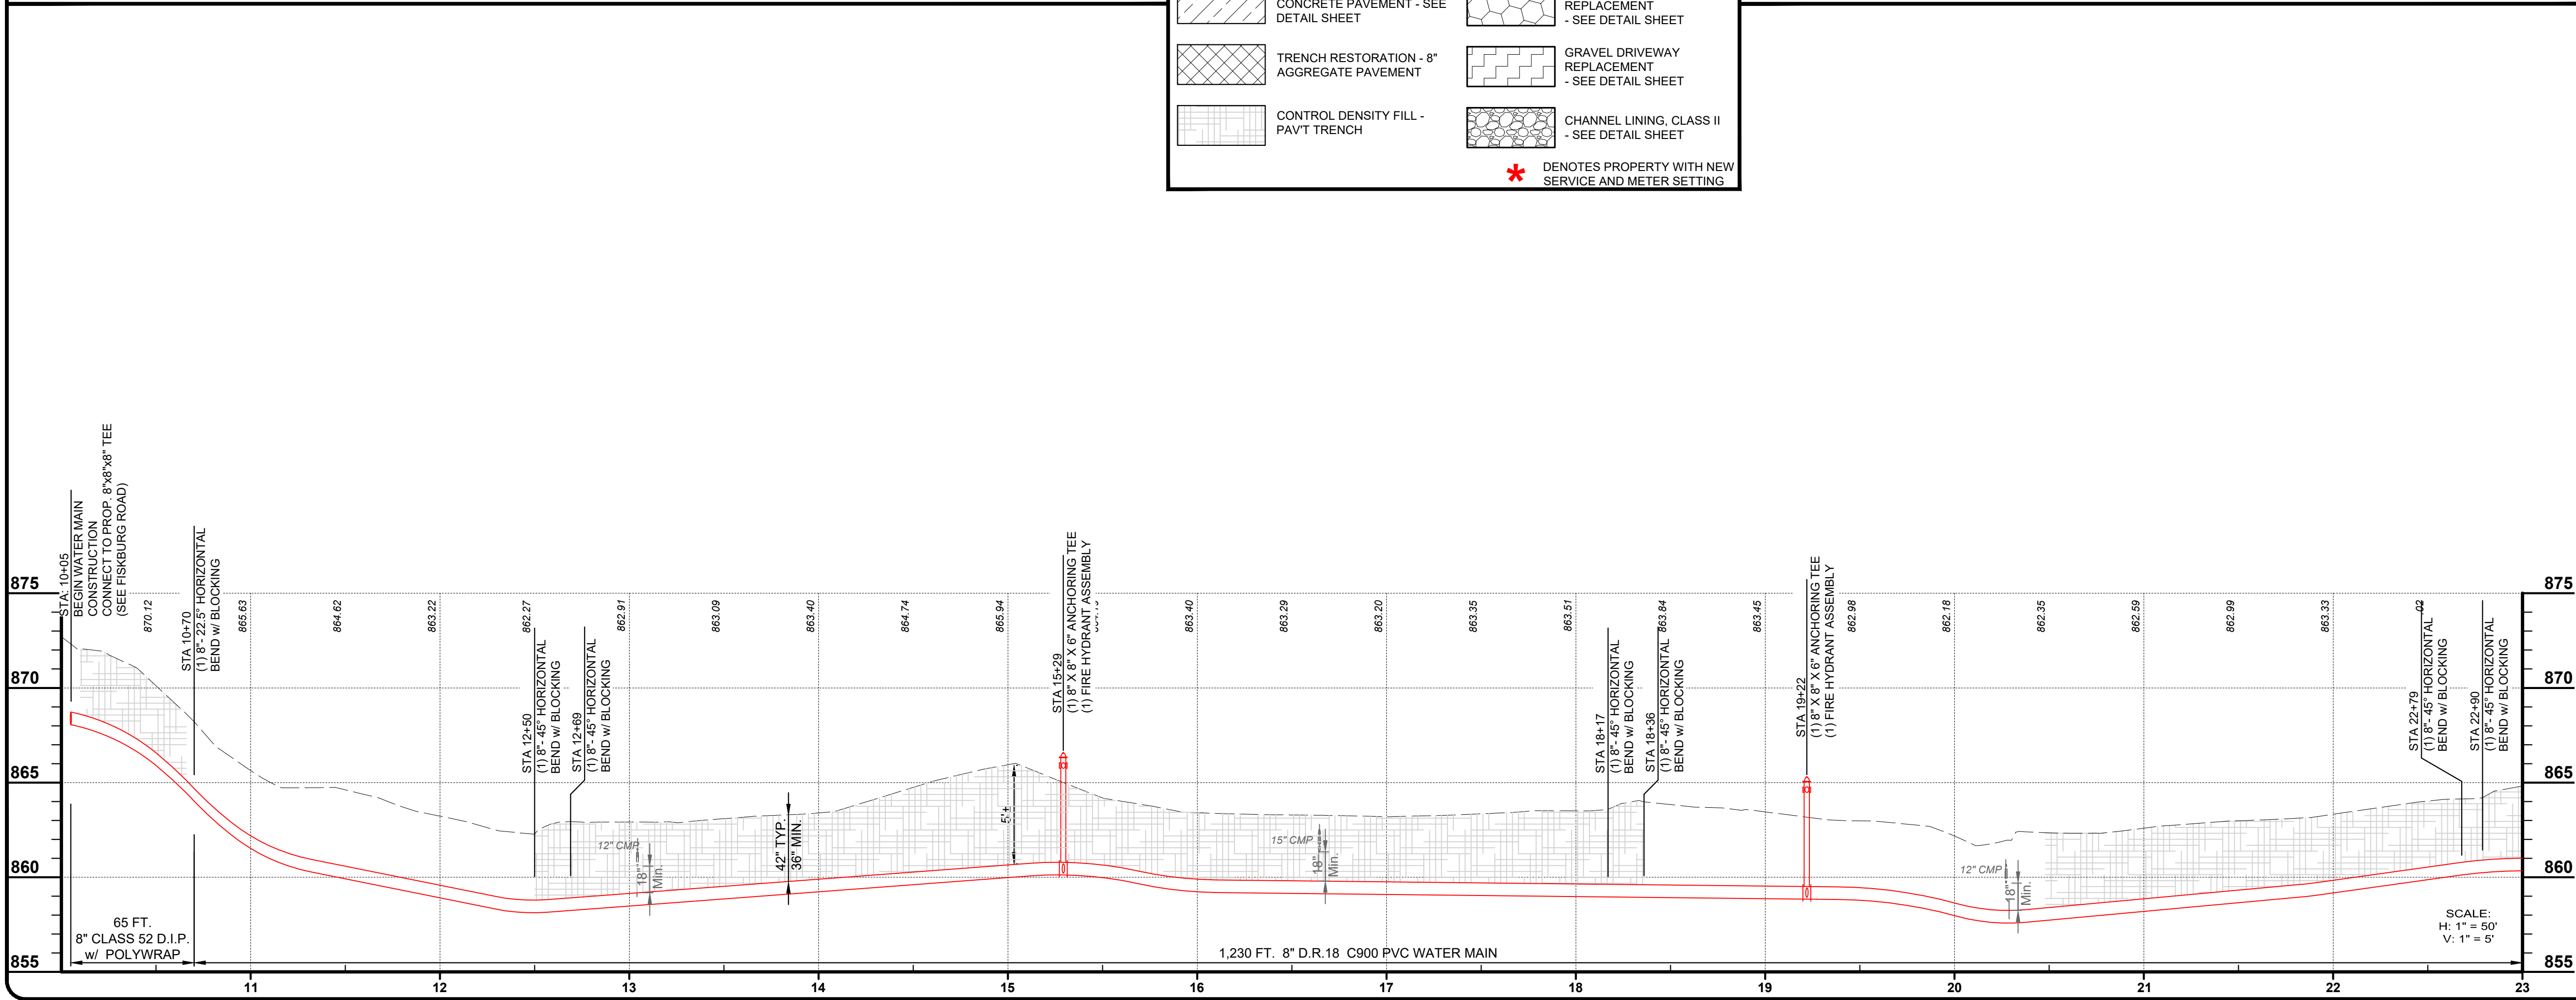 CONCRETE PAVEMENT - SEE
DETAIL SHEET
REPLACEMENT
- SEE DETAIL SHEET
TRENCH RESTORATION - 8"
AGGREGATE PAVEMENT
GRAVEL DRIVEWAY
REPLACEMENT
- SEE DETAIL SHEET
CONTROL DENSITY FILL -
PAV'T TRENCH
CHANNEL LINING, CLASS II
- SEE DETAIL SHEET
* DENOTES PROPERTY WITH NEW
SERVICE AND METER SETTING
STA: 10+05
BEGIN WATER MAIN
CONSTRUCTION
CONNECT TO PROP. 8"x8"x8" TEE
(SEE FISKBURG ROAD)
STA 10+70
(1) 8"- 22.5° HORIZONTAL
BEND w/ BLOCKING
STA 12+50
(1) 8"- 45° HORIZONTAL
BEND w/ BLOCKING
STA 12+69
(1) 8"- 45° HORIZONTAL
BEND w/ BLOCKING
STA 15+29
(1) 8" X 8" X 6" ANCHORING TEE
(1) FIRE HYDRANT ASSEMBLY
STA 18+17
(1) 8"- 45° HORIZONTAL
BEND w/ BLOCKING
STA 18+36
(1) 8"- 45° HORIZONTAL
BEND w/ BLOCKING
STA 19+22
(1) 8" X 8" X 6" ANCHORING TEE
(1) FIRE HYDRANT ASSEMBLY
STA 22+79
(1) 8"- 45° HORIZONTAL
BEND w/ BLOCKING
STA 22+90
(1) 8"- 45° HORIZONTAL
BEND w/ BLOCKING
875
870
865
860
855
870.12
865.63
864.62
863.22
862.27
862.91
863.09
863.40
864.74
865.94
863.40
863.29
863.20
863.35
863.51
863.84
863.45
862.98
862.18
862.35
862.59
862.99
863.33
875
870
865
860
855
12" CMP
18"
Min.
42" TYP.
36" MIN.
5'±
15" CMP
18"
Min.
12" CMP
18"
Min.
65 FT.
8" CLASS 52 D.I.P.
w/ POLYWRAP
1,230 FT. 8" D.R.18 C900 PVC WATER MAIN
SCALE:
H: 1" = 50'
V: 1" = 5'
11 12 13 14 15 16 17 18 19 20 21 22 23